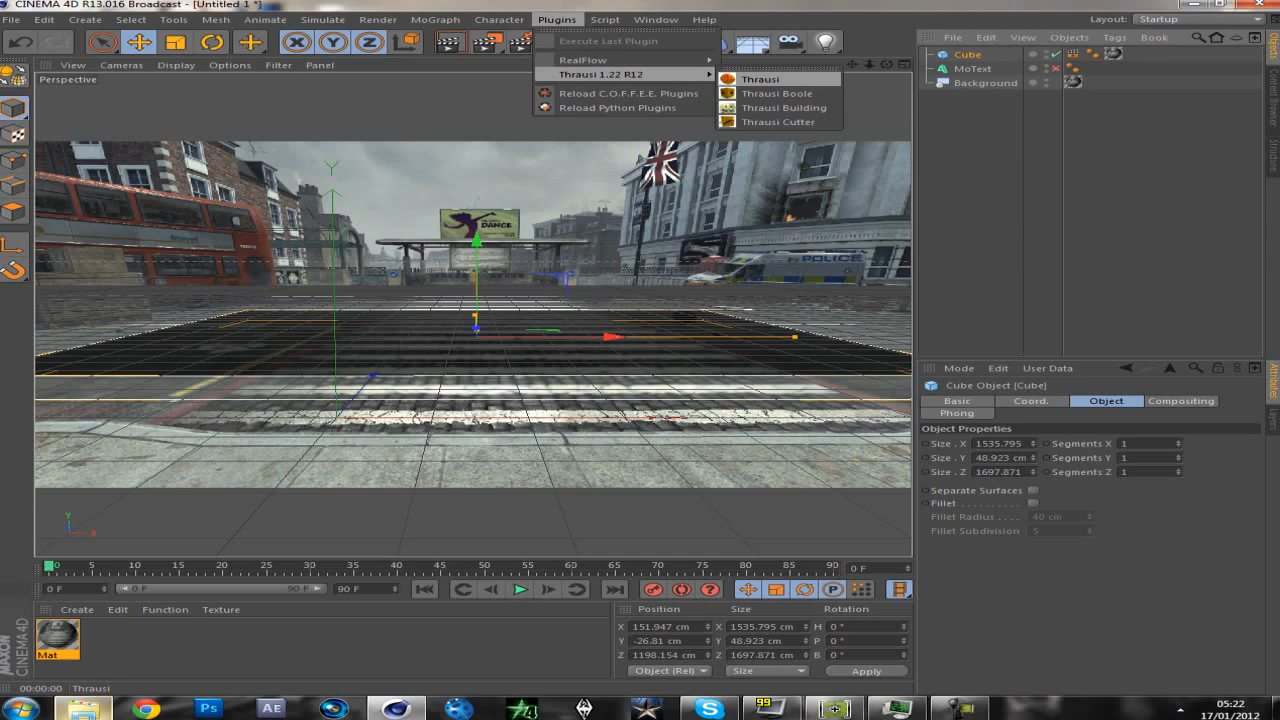 CINEMA 4D R13.016 Broadcast - [Untitled 1 *]
File Edit Create Select Tools Mesh Animate Simulate Render MoGraph Character Plugins Script Window Help
Layout: Startup
Execute Last Plugin
RealFlow
Thrausi 1.22 R12
Reload C.O.F.F.E.E. Plugins
Reload Python Plugins
Thrausi
Thrausi Boole
Thrausi Building
Thrausi Cutter
X Y Z
File Edit View Objects Tags Book
Cube
MoText
Background
Objects
Content Browser
Structure
View Cameras Display Options Filter Panel
Perspective
Y
DANCE
POLICE
Y
X
Mode Edit User Data
Cube Object [Cube]
Basic Coord. Object Compositing
Phong
Object Properties
Size . X 1535.795 Segments X 1
Size . Y 48.923 cm Segments Y 1
Size . Z 1697.871 Segments Z 1
Separate Surfaces
Fillet . . . . . . . . . .
Fillet Radius . . . . 40 cm
Fillet Subdivision 5
Attributes
Layers
0 5 10 15 20 25 30 35 40 45 50 55 60 65 70 75 80 85 90 0 F
0 F 0 F 90 F 90 F
P
Create Edit Function Texture
Mat
MAXON CINEMA 4D
Position Size Rotation
X 151.947 cm X 1535.795 cm H 0 °
Y -26.81 cm Y 48.923 cm P 0 °
Z 1198.154 cm Z 1697.871 cm B 0 °
Object (Rel) Size Apply
00:00:00 Thrausi
Ps
AE
99
05:22
17/01/2012